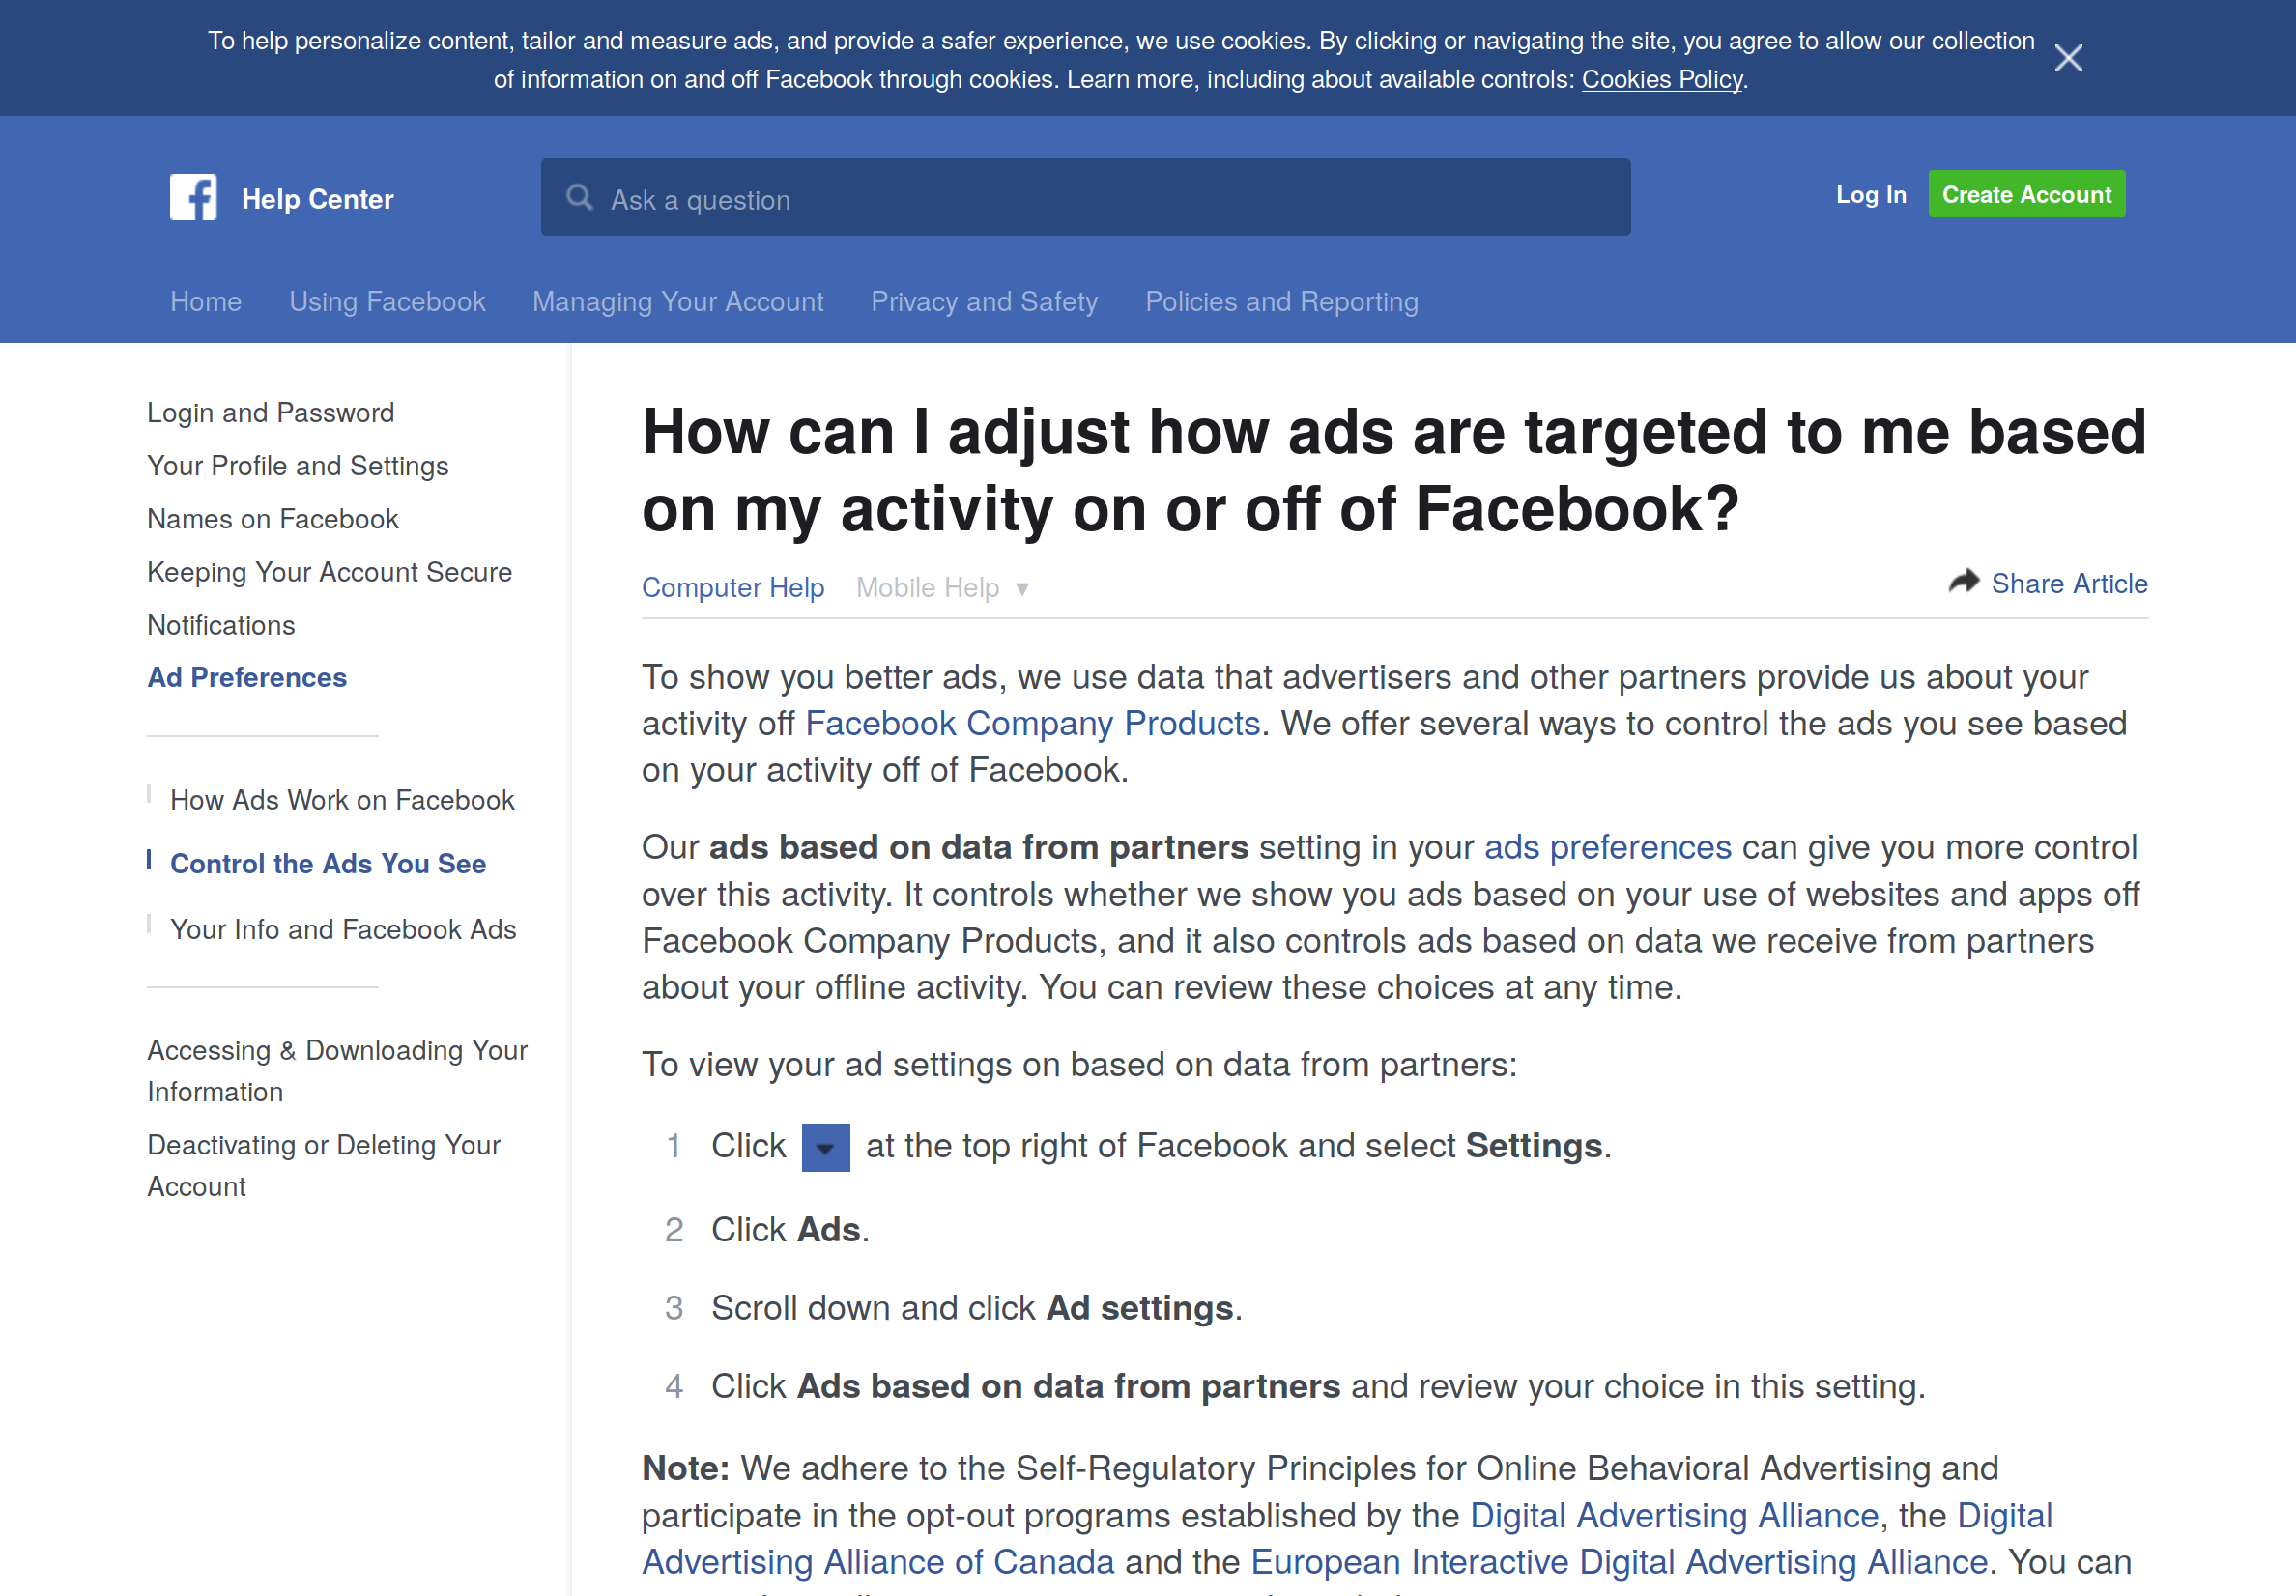 To help personalize content, tailor and measure ads, and provide a safer experience, we use cookies. By clicking or navigating the site, you agree to allow our collection
of information on and off Facebook through cookies. Learn more, including about available controls: Cookies Policy.
Help Center
Ask a question
Log In
Create Account
Home
Using Facebook
Managing Your Account
Privacy and Safety
Policies and Reporting
Login and Password
Your Profile and Settings
Names on Facebook
Keeping Your Account Secure
Notifications
Ad Preferences
How Ads Work on Facebook
Control the Ads You See
Your Info and Facebook Ads
Accessing & Downloading Your
Information
Deactivating or Deleting Your
Account
How can I adjust how ads are targeted to me based
on my activity on or off of Facebook?
Computer Help
Mobile Help ▼
Share Article
To show you better ads, we use data that advertisers and other partners provide us about your
activity off Facebook Company Products. We offer several ways to control the ads you see based
on your activity off of Facebook.
Our ads based on data from partners setting in your ads preferences can give you more control
over this activity. It controls whether we show you ads based on your use of websites and apps off
Facebook Company Products, and it also controls ads based on data we receive from partners
about your offline activity. You can review these choices at any time.
To view your ad settings on based on data from partners:
1 Click at the top right of Facebook and select Settings.
2 Click Ads.
3 Scroll down and click Ad settings.
4 Click Ads based on data from partners and review your choice in this setting.
Note: We adhere to the Self-Regulatory Principles for Online Behavioral Advertising and
participate in the opt-out programs established by the Digital Advertising Alliance, the Digital
Advertising Alliance of Canada and the European Interactive Digital Advertising Alliance. You can